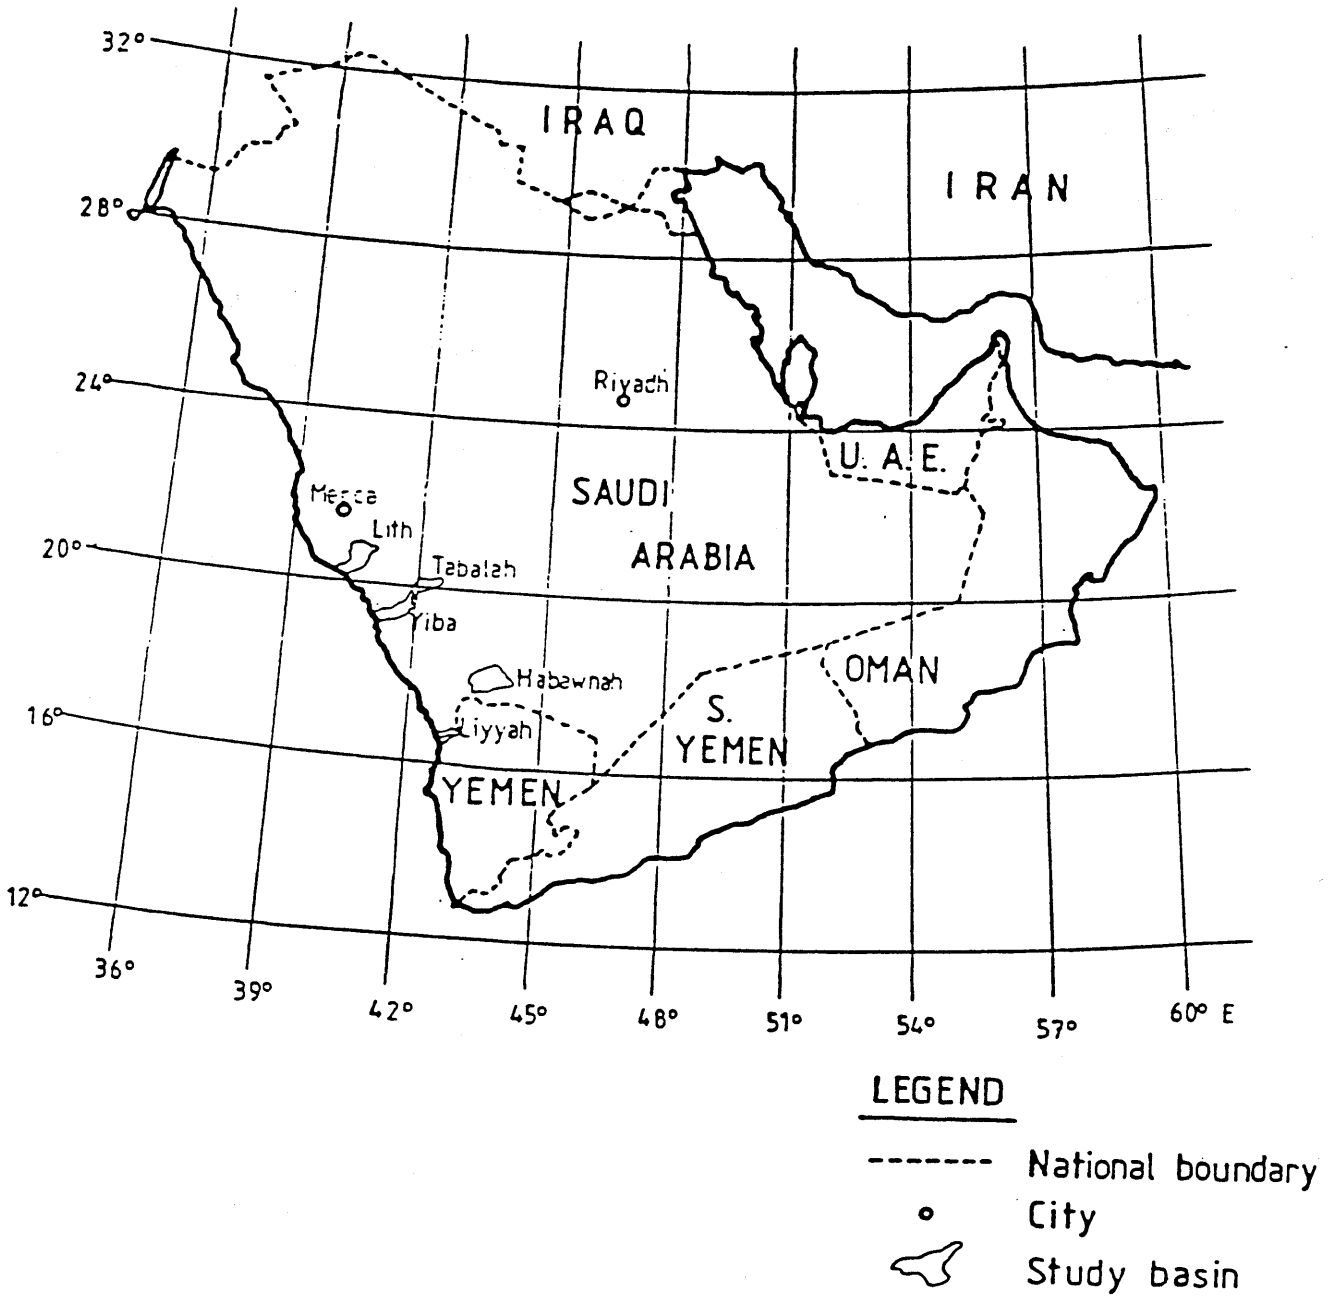 32°
IRAQ
IRAN
28°
24°
Riyadh
U. A. E.
SAUDI
Mecca
Lith
20°
ARABIA
Tabalah
Yiba
OMAN
Habawnah
16°
S.
Liyyah
YEMEN
YEMEN
12°
36°
39°
42°
45°
48°
51°
54°
57°
60° E
LEGEND
National boundary
City
Study basin